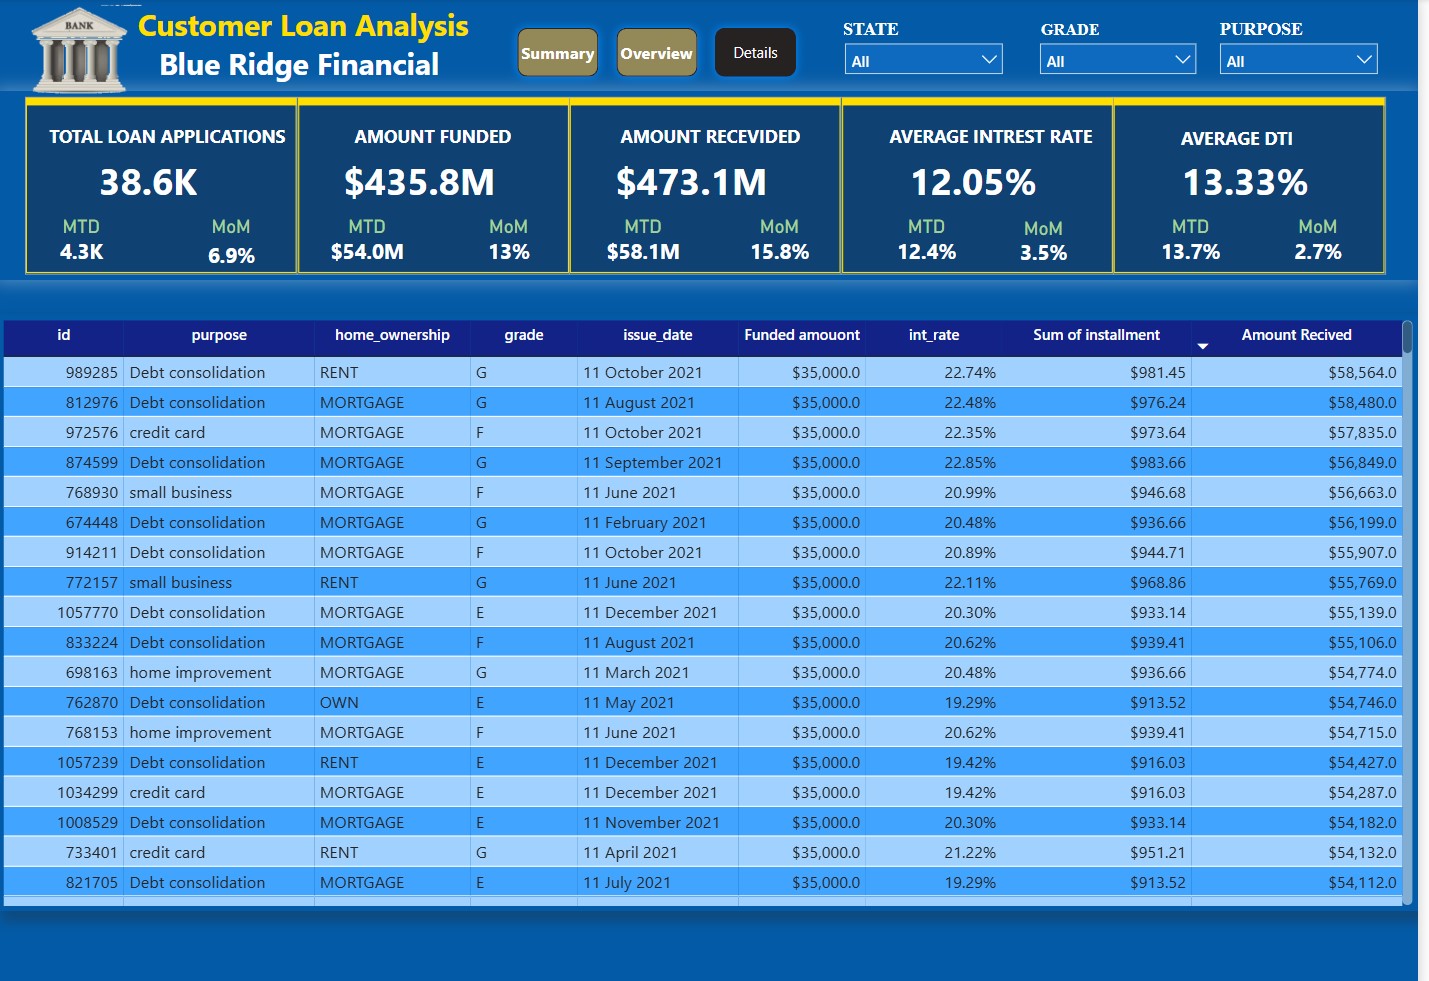 BANK
Customer Loan Analysis
Blue Ridge Financial
Summary Overview Details
STATE GRADE PURPOSE
All All All
TOTAL LOAN APPLICATIONS AMOUNT FUNDED AMOUNT RECEVIDED AVERAGE INTREST RATE AVERAGE DTI
38.6K $435.8M $473.1M 12.05% 13.33%
MTD MoM MTD MoM MTD MoM MTD MoM MTD MoM
4.3K 6.9% $54.0M 13% $58.1M 15.8% 12.4% 3.5% 13.7% 2.7%
id purpose home_ownership grade issue_date Funded amouunt int_rate Sum of installment Amount Recived
989285 Debt consolidation RENT G 11 October 2021 $35,000.0 22.74% $981.45 $58,564.0
812976 Debt consolidation MORTGAGE G 11 August 2021 $35,000.0 22.48% $976.24 $58,480.0
972576 credit card MORTGAGE F 11 October 2021 $35,000.0 22.35% $973.64 $57,835.0
874599 Debt consolidation MORTGAGE G 11 September 2021 $35,000.0 22.85% $983.66 $56,849.0
768930 small business MORTGAGE F 11 June 2021 $35,000.0 20.99% $946.68 $56,663.0
674448 Debt consolidation MORTGAGE G 11 February 2021 $35,000.0 20.48% $936.66 $56,199.0
914211 Debt consolidation MORTGAGE F 11 October 2021 $35,000.0 20.89% $944.71 $55,907.0
772157 small business RENT G 11 June 2021 $35,000.0 22.11% $968.86 $55,769.0
1057770 Debt consolidation MORTGAGE E 11 December 2021 $35,000.0 20.30% $933.14 $55,139.0
833224 Debt consolidation MORTGAGE F 11 August 2021 $35,000.0 20.62% $939.41 $55,106.0
698163 home improvement MORTGAGE G 11 March 2021 $35,000.0 20.48% $936.66 $54,774.0
762870 Debt consolidation OWN E 11 May 2021 $35,000.0 19.29% $913.52 $54,746.0
768153 home improvement MORTGAGE F 11 June 2021 $35,000.0 20.62% $939.41 $54,715.0
1057239 Debt consolidation RENT E 11 December 2021 $35,000.0 19.42% $916.03 $54,427.0
1034299 credit card MORTGAGE E 11 December 2021 $35,000.0 19.42% $916.03 $54,287.0
1008529 Debt consolidation MORTGAGE E 11 November 2021 $35,000.0 20.30% $933.14 $54,182.0
733401 credit card RENT G 11 April 2021 $35,000.0 21.22% $951.21 $54,132.0
821705 Debt consolidation MORTGAGE E 11 July 2021 $35,000.0 19.29% $913.52 $54,112.0